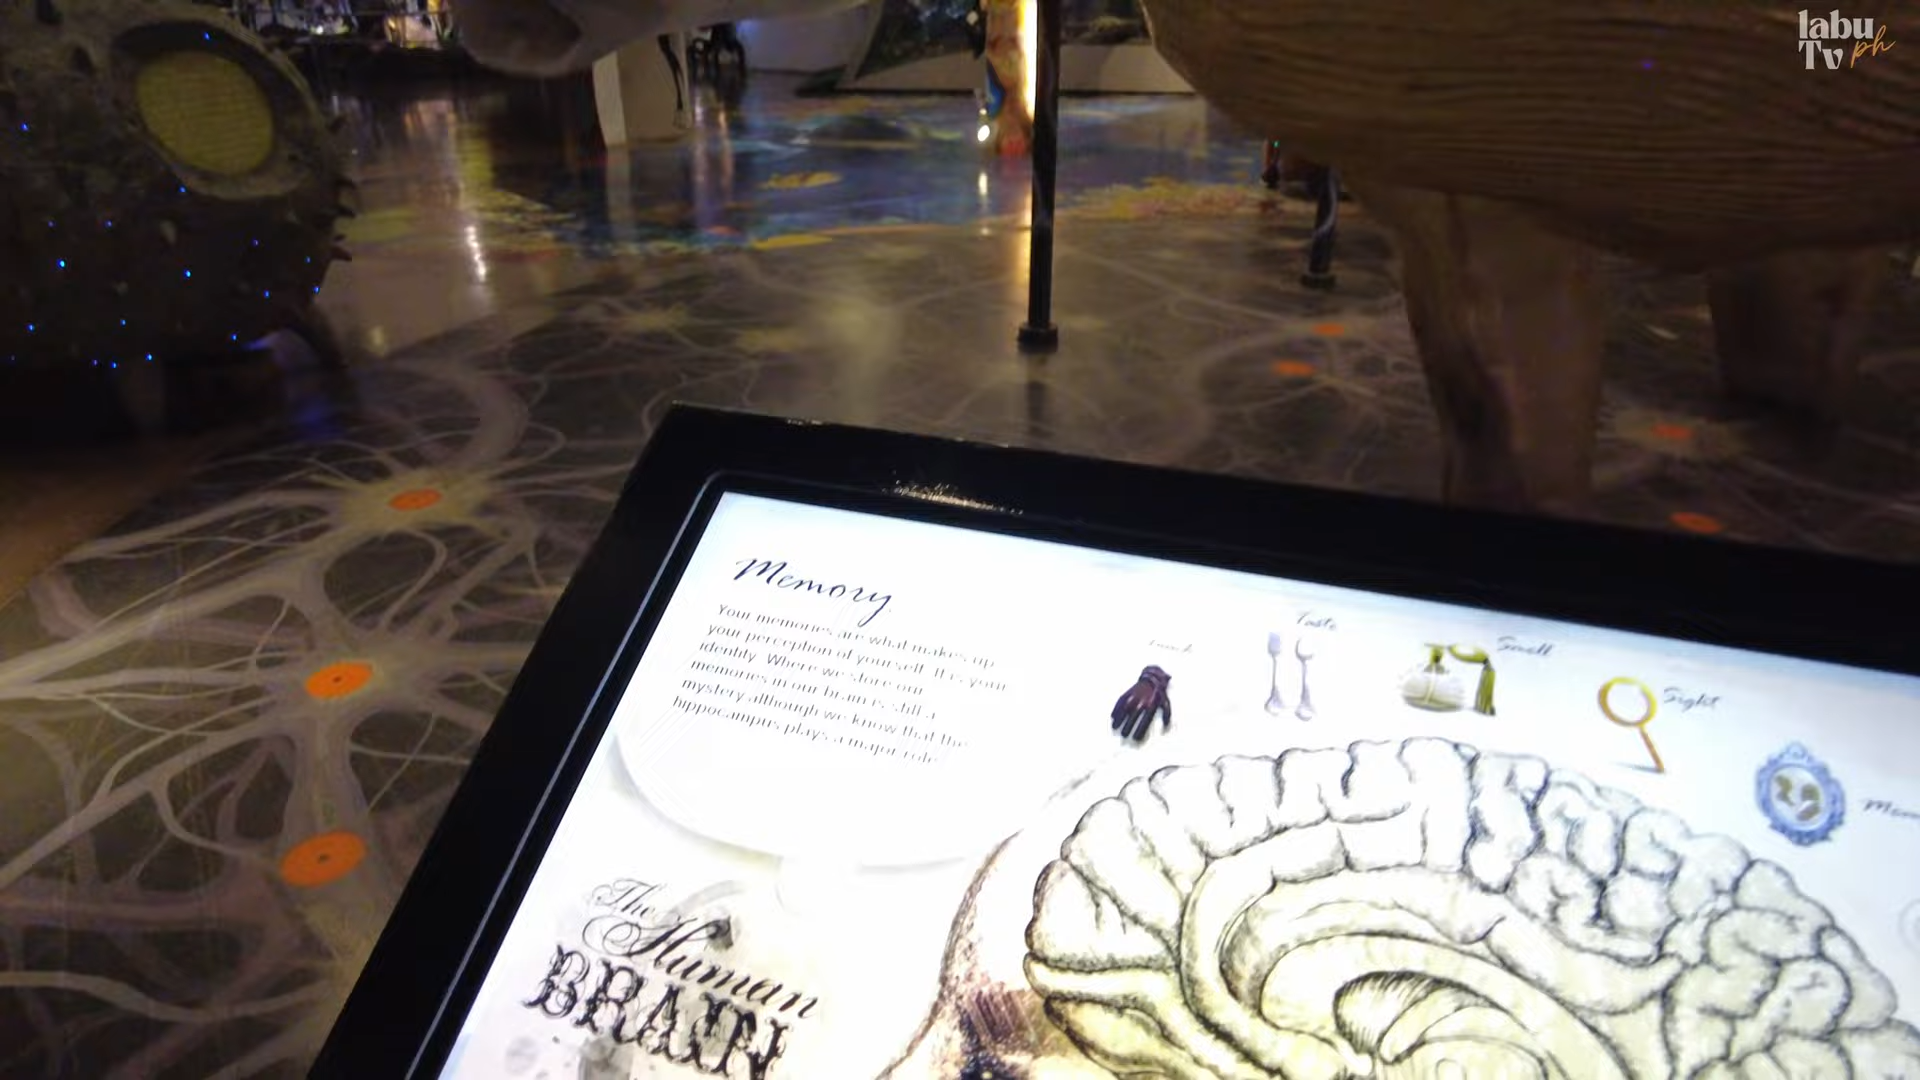 labu
Tv ph
Memory
Your memories are what makes up
your perception of yourself. It is your
identity. Where we store our
memories in our brain is still a
mystery although we know that the
hippocampus plays a major role
Touch
Taste
Smell
Sight
The Human
BRAIN